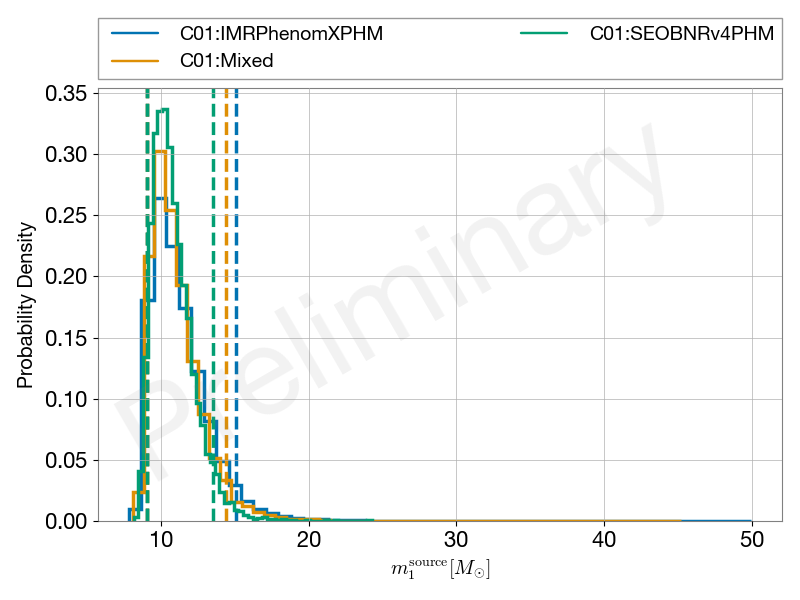 C01:IMRPhenomXPHM
C01:Mixed
C01:SEOBNRv4PHM
Preliminary
Probability Density
0.35
0.30
0.25
0.20
0.15
0.10
0.05
0.00
10 20 30 40 50
m₁^source [M⊙]